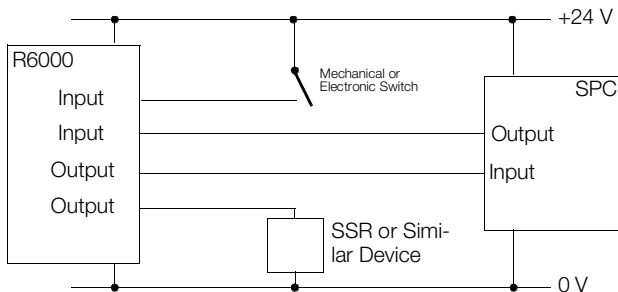 +24 V
R6000
Mechanical or
Electronic Switch
SPC
Input
Input
Output
Output
Output
Input
SSR or Simi-
lar Device
0 V